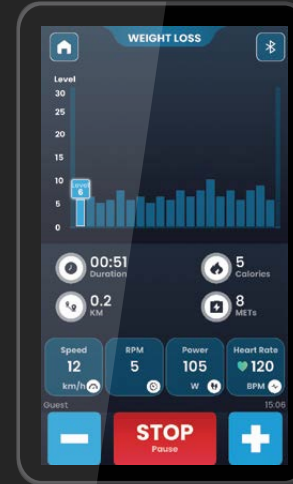 WEIGHT LOSS
Level
30
25
20
15
10
5
0
Level
6
00:51
Duration
5
Calories
0.2
KM
8
METs
Speed
12
km/h
RPM
5
Power
105
W
Heart Rate
120
BPM
Guest
15:06
STOP
Pause